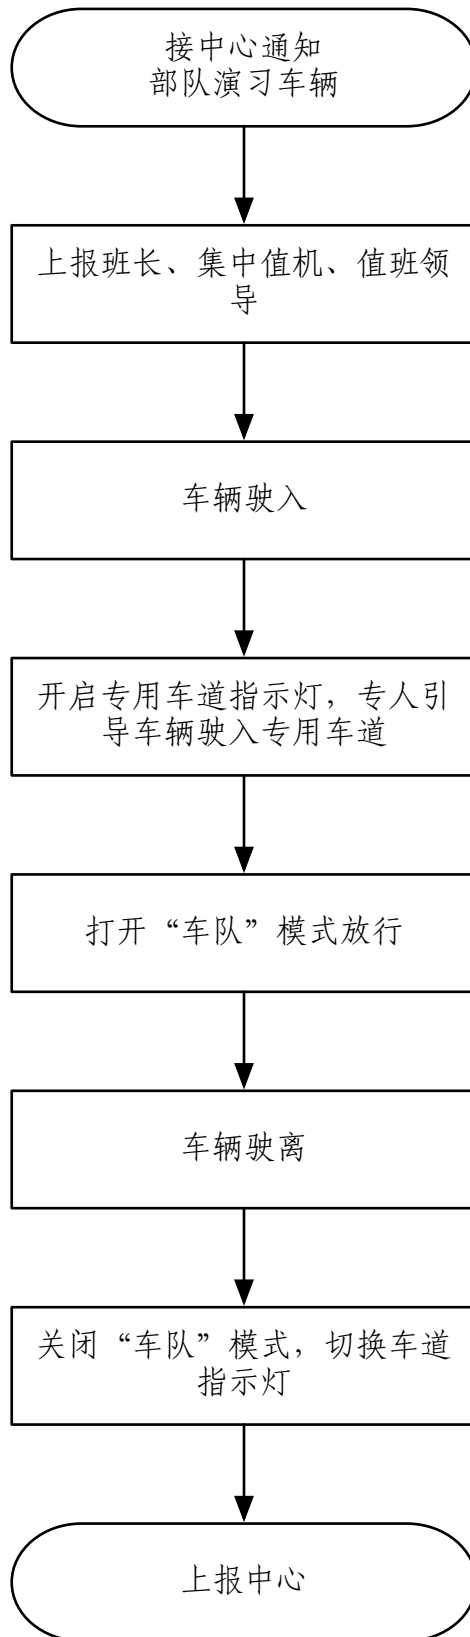 接中心通知
部队演习车辆
上报班长、集中值机、值班领
导
车辆驶入
开启专用车道指示灯，专人引
导车辆驶入专用车道
打开“车队”模式放行
车辆驶离
关闭“车队”模式，切换车道
指示灯
上报中心